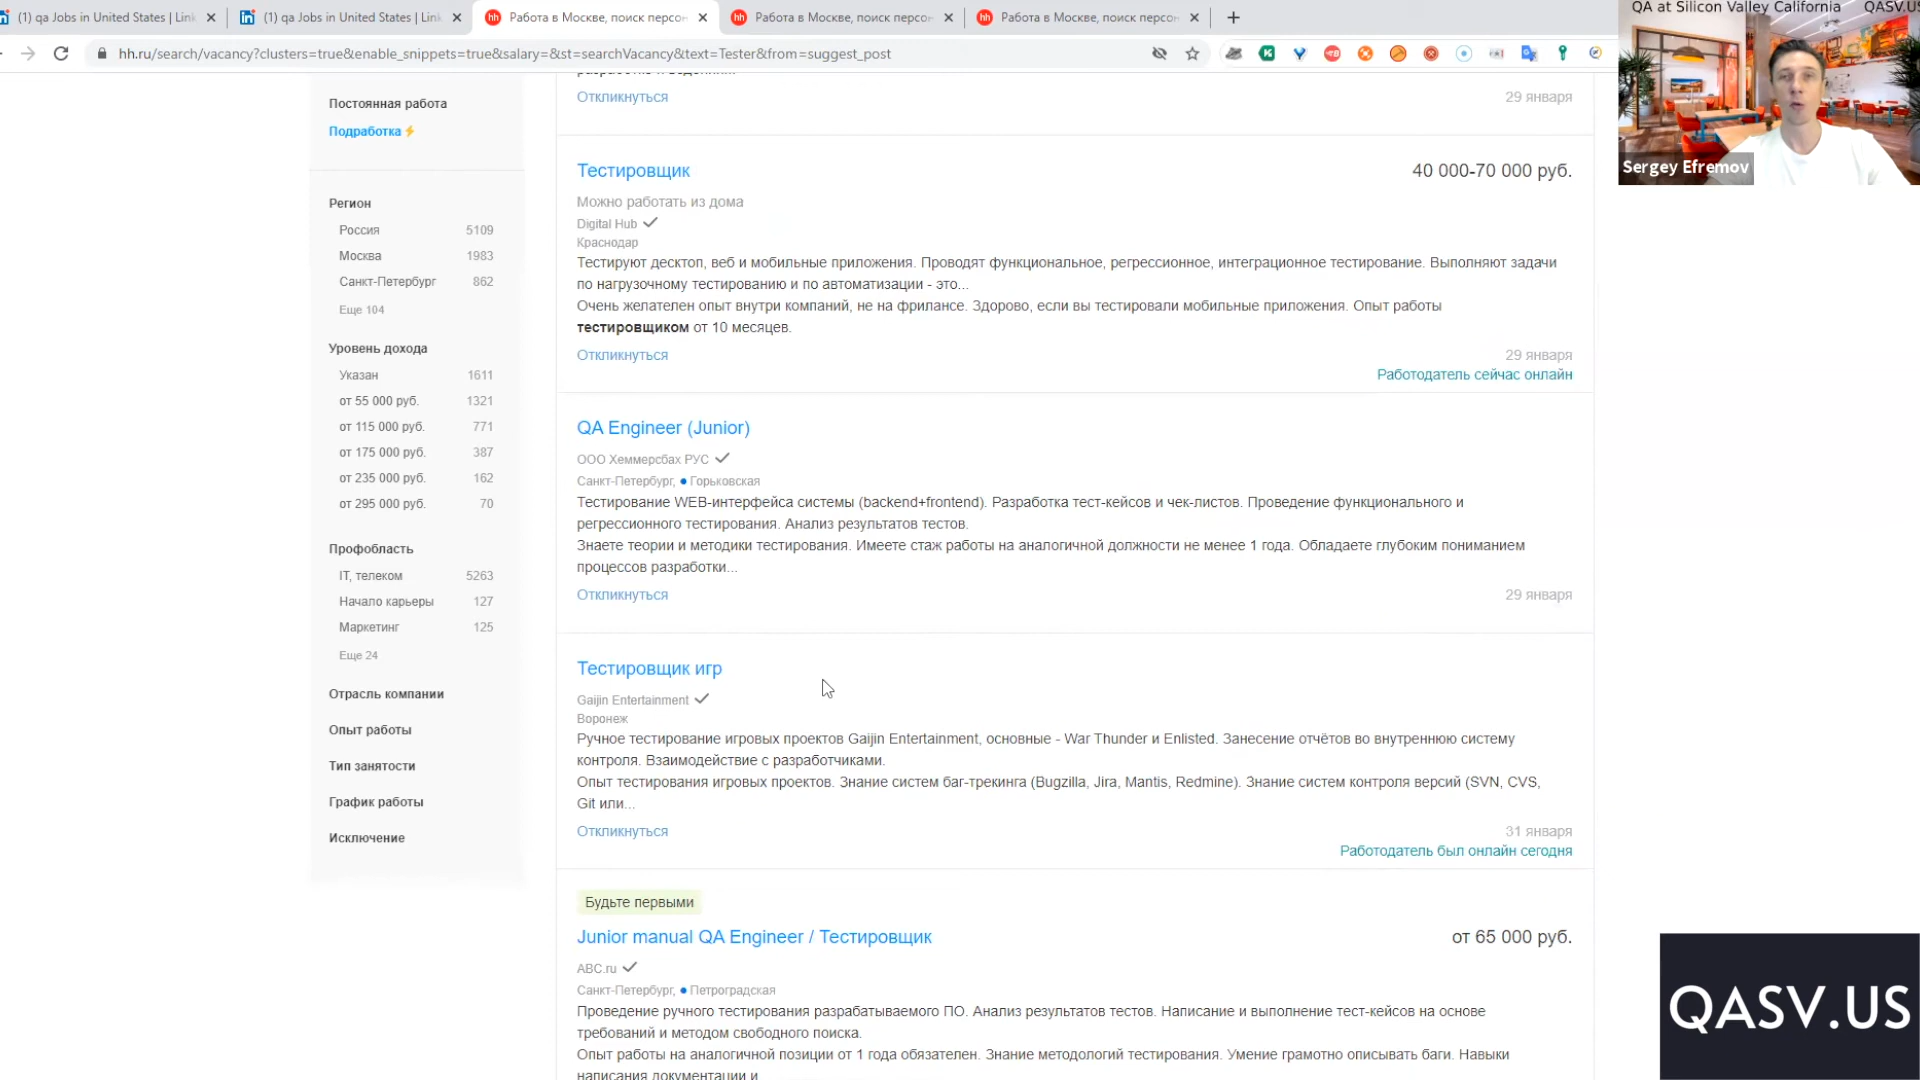 (1) qa Jobs in United States | Link
(1) qa Jobs in United States | Link
Работа в Москве, поиск персон
Работа в Москве, поиск персон
Работа в Москве, поиск персон
QA at Silicon Valley California QASV.US
hh.ru/search/vacancy?clusters=true&enable_snippets=true&salary=&st=searchVacancy&text=Tester&from=suggest_post
Sergey Efremov
Постоянная работа
Подработка
Регион
Россия 5109
Москва 1983
Санкт-Петербург 862
Еще 104
Уровень дохода
Указан 1611
от 55 000 руб. 1321
от 115 000 руб. 771
от 175 000 руб. 387
от 235 000 руб. 162
от 295 000 руб. 70
Профобласть
IT, телеком 5263
Начало карьеры 127
Маркетинг 125
Еще 24
Отрасль компании
Опыт работы
Тип занятости
График работы
Исключение
Откликнуться 29 января
Тестировщик 40 000-70 000 руб.
Можно работать из дома
Digital Hub
Краснодар
Тестируют десктоп, веб и мобильные приложения. Проводят функциональное, регрессионное, интеграционное тестирование. Выполняют задачи
по нагрузочному тестированию и по автоматизации - это...
Очень желателен опыт внутри компаний, не на фрилансе. Здорово, если вы тестировали мобильные приложения. Опыт работы
тестировщиком от 10 месяцев.
Откликнуться 29 января
Работодатель сейчас онлайн
QA Engineer (Junior)
ООО Хеммерсбах РУС
Санкт-Петербург, Горьковская
Тестирование WEB-интерфейса системы (backend+frontend). Разработка тест-кейсов и чек-листов. Проведение функционального и
регрессионного тестирования. Анализ результатов тестов.
Знаете теории и методики тестирования. Имеете стаж работы на аналогичной должности не менее 1 года. Обладаете глубоким пониманием
процессов разработки...
Откликнуться 29 января
Тестировщик игр
Gaijin Entertainment
Воронеж
Ручное тестирование игровых проектов Gaijin Entertainment, основные - War Thunder и Enlisted. Занесение отчётов во внутреннюю систему
контроля. Взаимодействие с разработчиками.
Опыт тестирования игровых проектов. Знание систем баг-трекинга (Bugzilla, Jira, Mantis, Redmine). Знание систем контроля версий (SVN, CVS,
Git или...
Откликнуться 31 января
Работодатель был онлайн сегодня
Будьте первыми
Junior manual QA Engineer / Тестировщик от 65 000 руб.
ABC.ru
Санкт-Петербург, Петроградская
Проведение ручного тестирования разрабатываемого ПО. Анализ результатов тестов. Написание и выполнение тест-кейсов на основе
требований и методом свободного поиска.
Опыт работы на аналогичной позиции от 1 года обязателен. Знание методологий тестирования. Умение грамотно описывать баги. Навыки
написания документации и
QASV.US